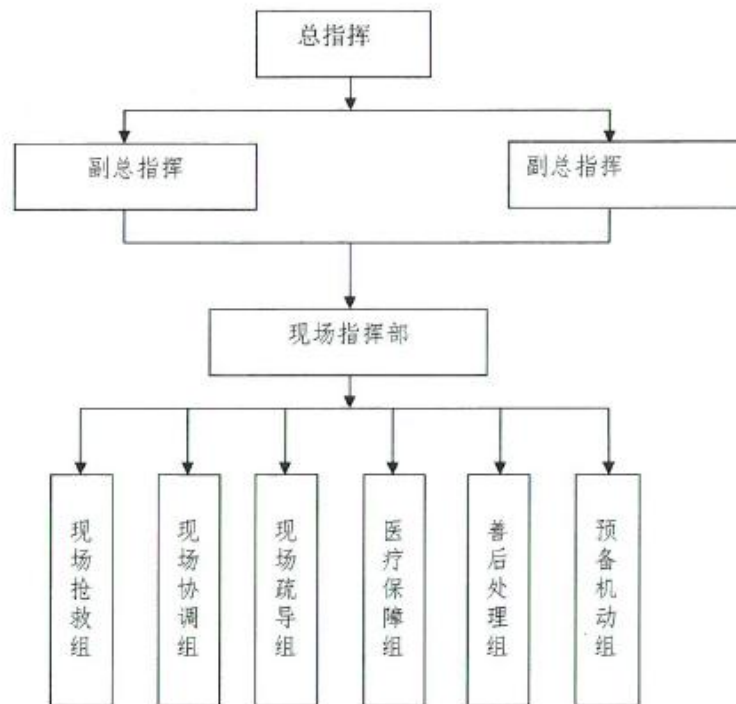 总指挥
副总指挥
副总指挥
现场指挥部
现场抢救组
现场协调组
现场疏导组
医疗保障组
善后处理组
预备机动组